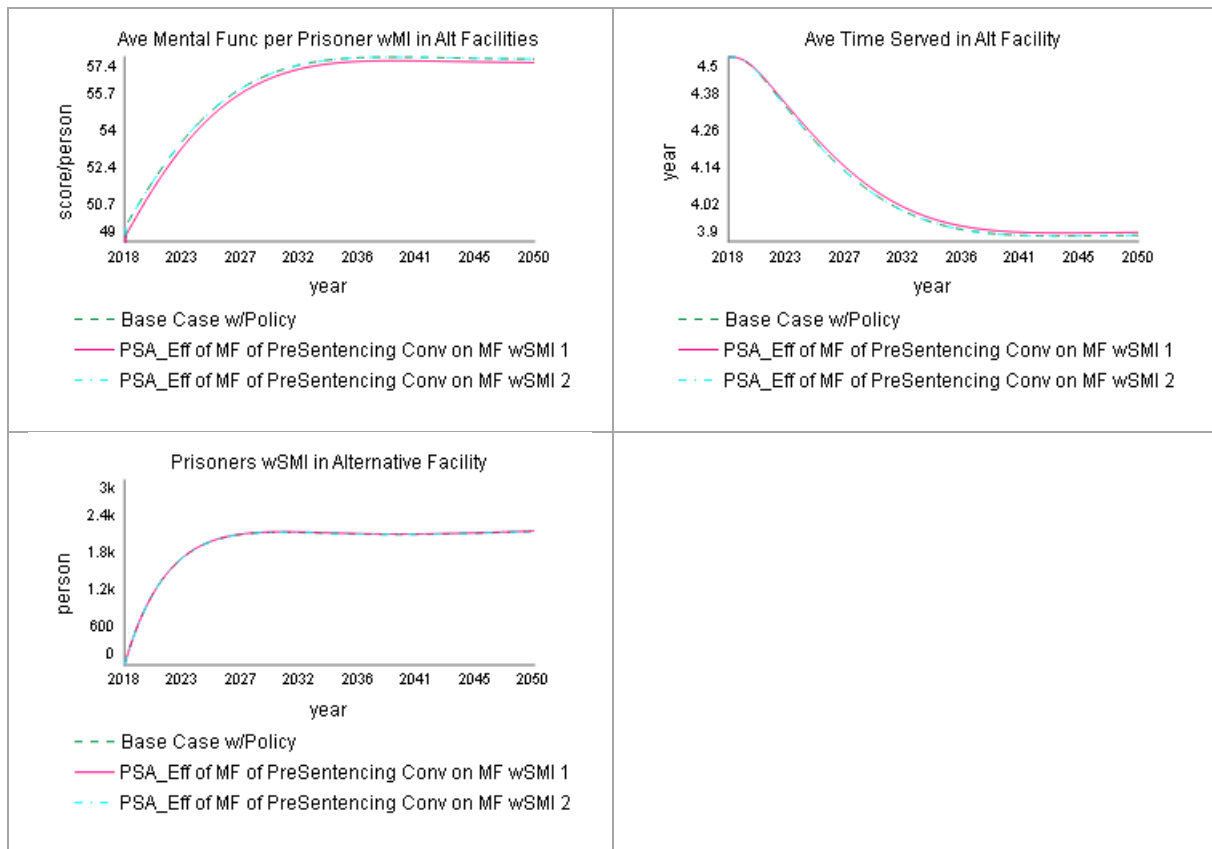 Ave Mental Func per Prisoner wMI in Alt Facilities
57.4
55.7
54
52.4
50.7
49
score/person
2018 2023 2027 2032 2036 2041 2045 2050
year
Base Case w/Policy
PSA_Eff of MF of PreSentencing Conv on MF wSMI 1
PSA_Eff of MF of PreSentencing Conv on MF wSMI 2
Ave Time Served in Alt Facility
4.5
4.38
4.26
4.14
4.02
3.9
year
2018 2023 2027 2032 2036 2041 2045 2050
year
Base Case w/Policy
PSA_Eff of MF of PreSentencing Conv on MF wSMI 1
PSA_Eff of MF of PreSentencing Conv on MF wSMI 2
Prisoners wSMI in Alternative Facility
3k
2.4k
1.8k
1.2k
600
0
person
2018 2023 2027 2032 2036 2041 2045 2050
year
Base Case w/Policy
PSA_Eff of MF of PreSentencing Conv on MF wSMI 1
PSA_Eff of MF of PreSentencing Conv on MF wSMI 2